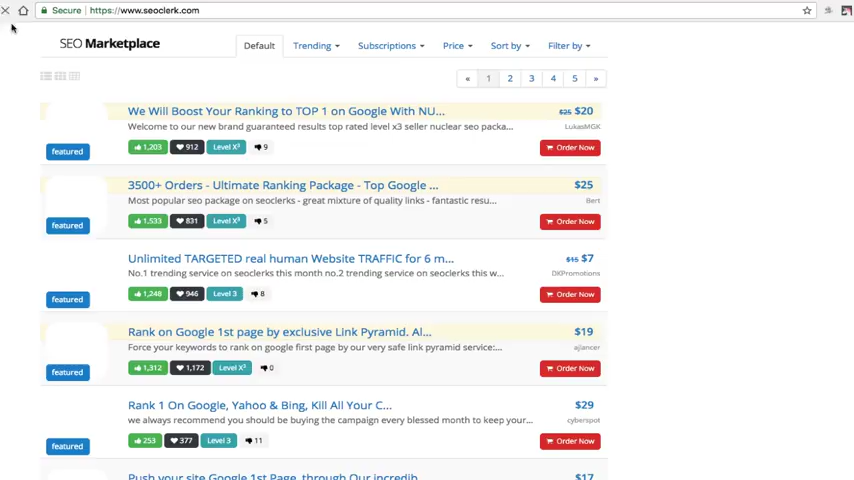 Secure https://www.seoclerk.com
SEO Marketplace
Default Trending Subscriptions Price Sort by Filter by
« 1 2 3 4 5 »
We Will Boost Your Ranking to TOP 1 on Google With NU...
$25 $20
Welcome to our new brand guaranteed results top rated level x3 seller nuclear seo packa...
LukasMGK
featured
1,203 912 Level X³ 9
Order Now
3500+ Orders - Ultimate Ranking Package - Top Google ...
$25
Most popular seo package on seoclerks - great mixture of quality links - fantastic resu...
Bert
featured
1,533 831 Level X³ 5
Order Now
Unlimited TARGETED real human Website TRAFFIC for 6 m...
$15 $7
No.1 trending service on seoclerks this month no.2 trending service on seoclerks this w...
DKPromotions
featured
1,248 946 Level 3 8
Order Now
Rank on Google 1st page by exclusive Link Pyramid. Al...
$19
Force your keywords to rank on google first page by our very safe link pyramid service:...
ajlancer
featured
1,312 1,172 Level X³ 0
Order Now
Rank 1 On Google, Yahoo & Bing, Kill All Your C...
$29
we always recommend you should be buying the campaign every blessed month to keep your...
cyberspot
featured
253 377 Level 3 11
Order Now
Push your site Google 1st Page, through Our incredib
$17